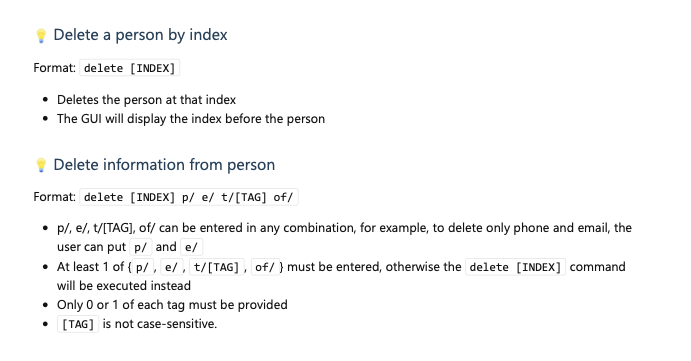 💡 Delete a person by index
Format: delete [INDEX]
• Deletes the person at that index
• The GUI will display the index before the person
💡 Delete information from person
Format: delete [INDEX] p/ e/ t/[TAG] of/
• p/, e/, t/[TAG], of/ can be entered in any combination, for example, to delete only phone and email, the
user can put p/ and e/
• At least 1 of { p/ , e/ , t/[TAG] , of/ } must be entered, otherwise the delete [INDEX] command
will be executed instead
• Only 0 or 1 of each tag must be provided
• [TAG] is not case-sensitive.